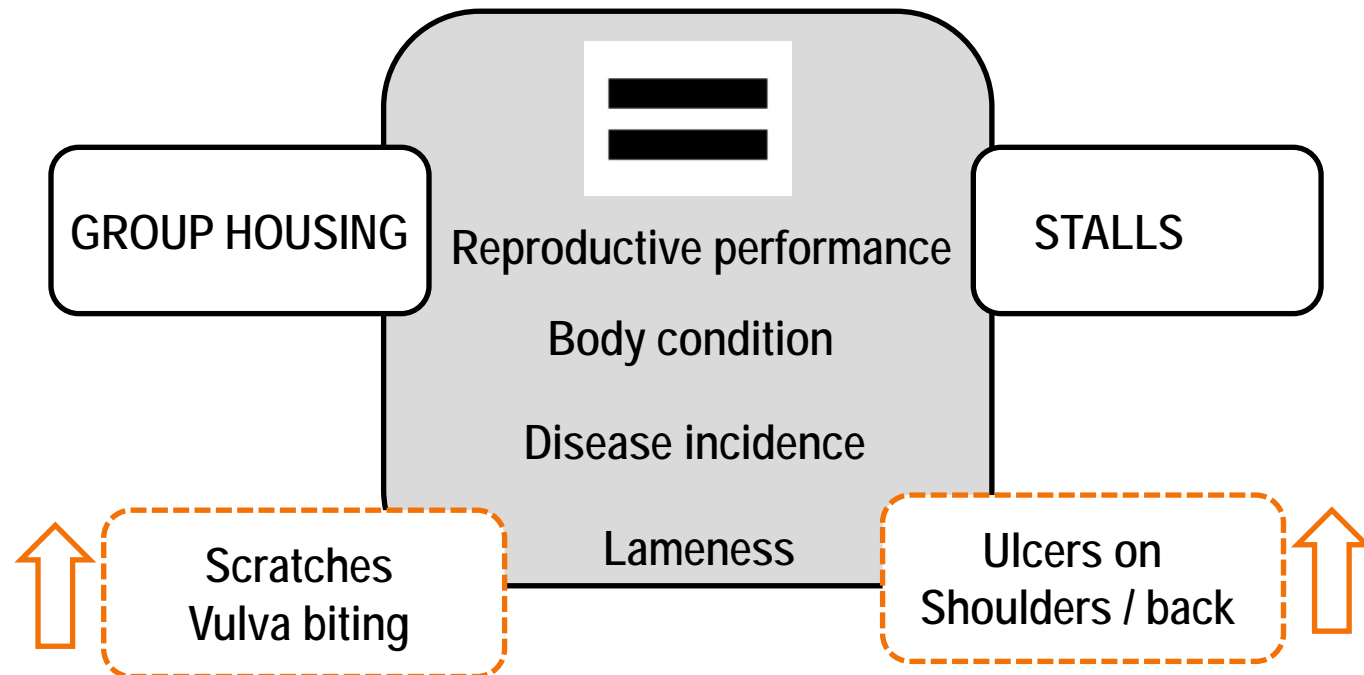 GROUP HOUSING
STALLS
Reproductive performance
Body condition
Disease incidence
Lameness
Scratches
Vulva biting
Ulcers on
Shoulders / back